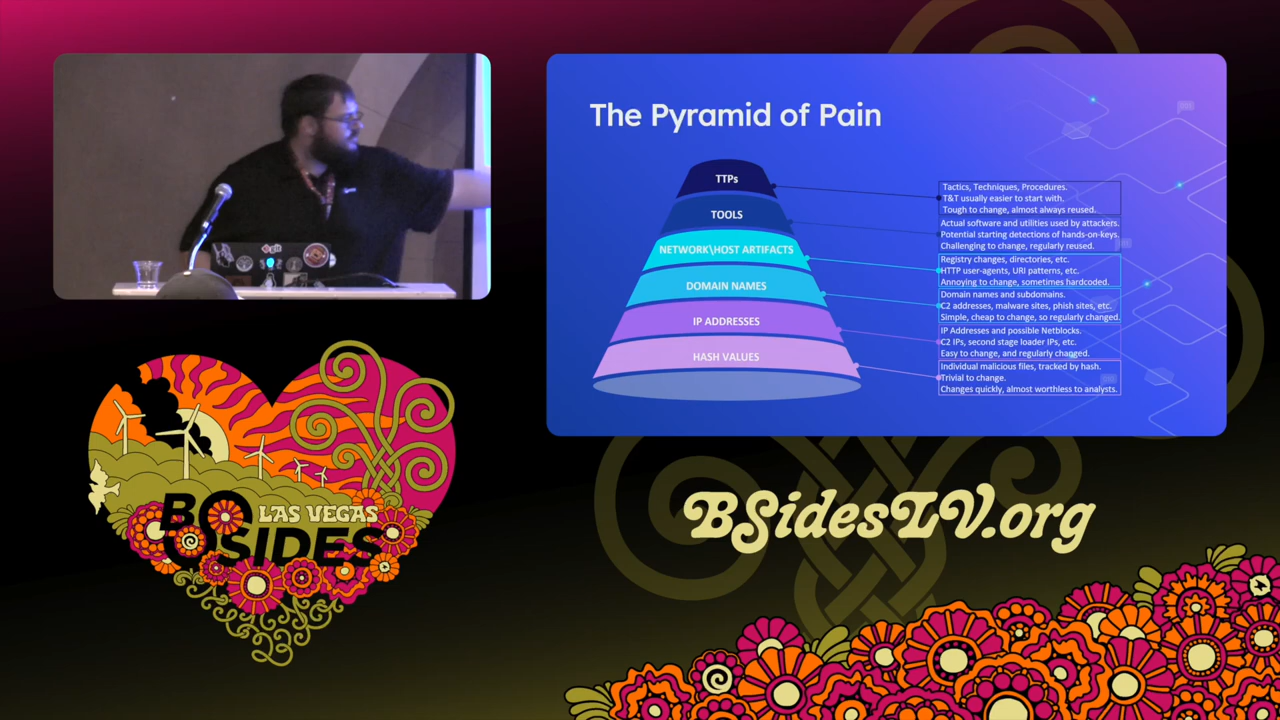 The Pyramid of Pain
TTPs
TOOLS
NETWORK\HOST ARTIFACTS
DOMAIN NAMES
IP ADDRESSES
HASH VALUES
Tactics, Techniques, Procedures.
T&T usually easier to start with.
Tough to change, almost always reused.
Actual software and utilities used by attackers.
Potential starting detections of hands-on-keys.
Challenging to change, regularly reused.
Registry changes, directories, etc.
HTTP user-agents, URI patterns, etc.
Annoying to change, sometimes hardcoded.
Domain names and subdomains.
C2 addresses, malware sites, phish sites, etc.
Simple, cheap to change, so regularly changed.
IP Addresses and possible Netblocks.
C2 IPs, second stage loader IPs, etc.
Easy to change, and regularly changed.
Individual malicious files, tracked by hash.
Trivial to change.
Changes quickly, almost worthless to analysts.
BSIDES
LAS VEGAS
23
BSidesLV.org